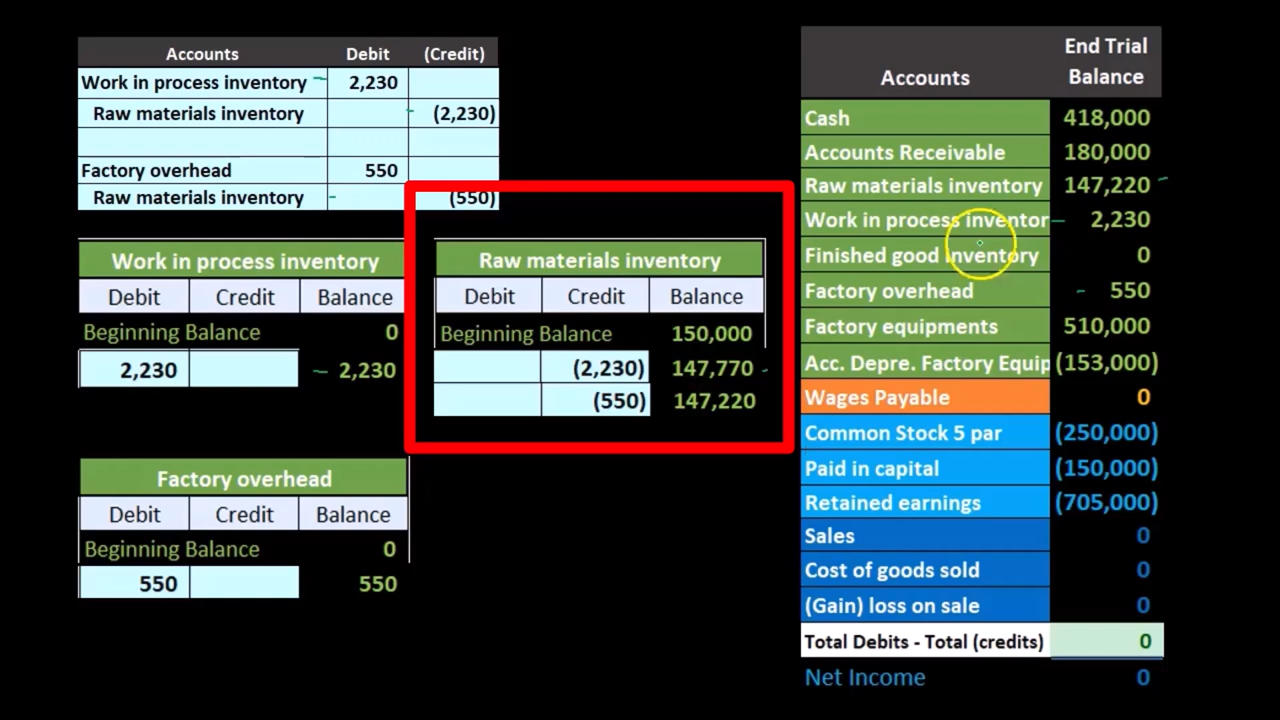 Accounts Debit (Credit)
Work in process inventory 2,230
Raw materials inventory (2,230)
Factory overhead 550
Raw materials inventory (550)
Work in process inventory
Debit Credit Balance
Beginning Balance 0
2,230 2,230
Raw materials inventory
Debit Credit Balance
Beginning Balance 150,000
(2,230) 147,770
(550) 147,220
Factory overhead
Debit Credit Balance
Beginning Balance 0
550 550
Accounts End Trial Balance
Cash 418,000
Accounts Receivable 180,000
Raw materials inventory 147,220
Work in process inventor 2,230
Finished good inventory 0
Factory overhead 550
Factory equipments 510,000
Acc. Depre. Factory Equip (153,000)
Wages Payable 0
Common Stock 5 par (250,000)
Paid in capital (150,000)
Retained earnings (705,000)
Sales 0
Cost of goods sold 0
(Gain) loss on sale 0
Total Debits - Total (credits) 0
Net Income 0